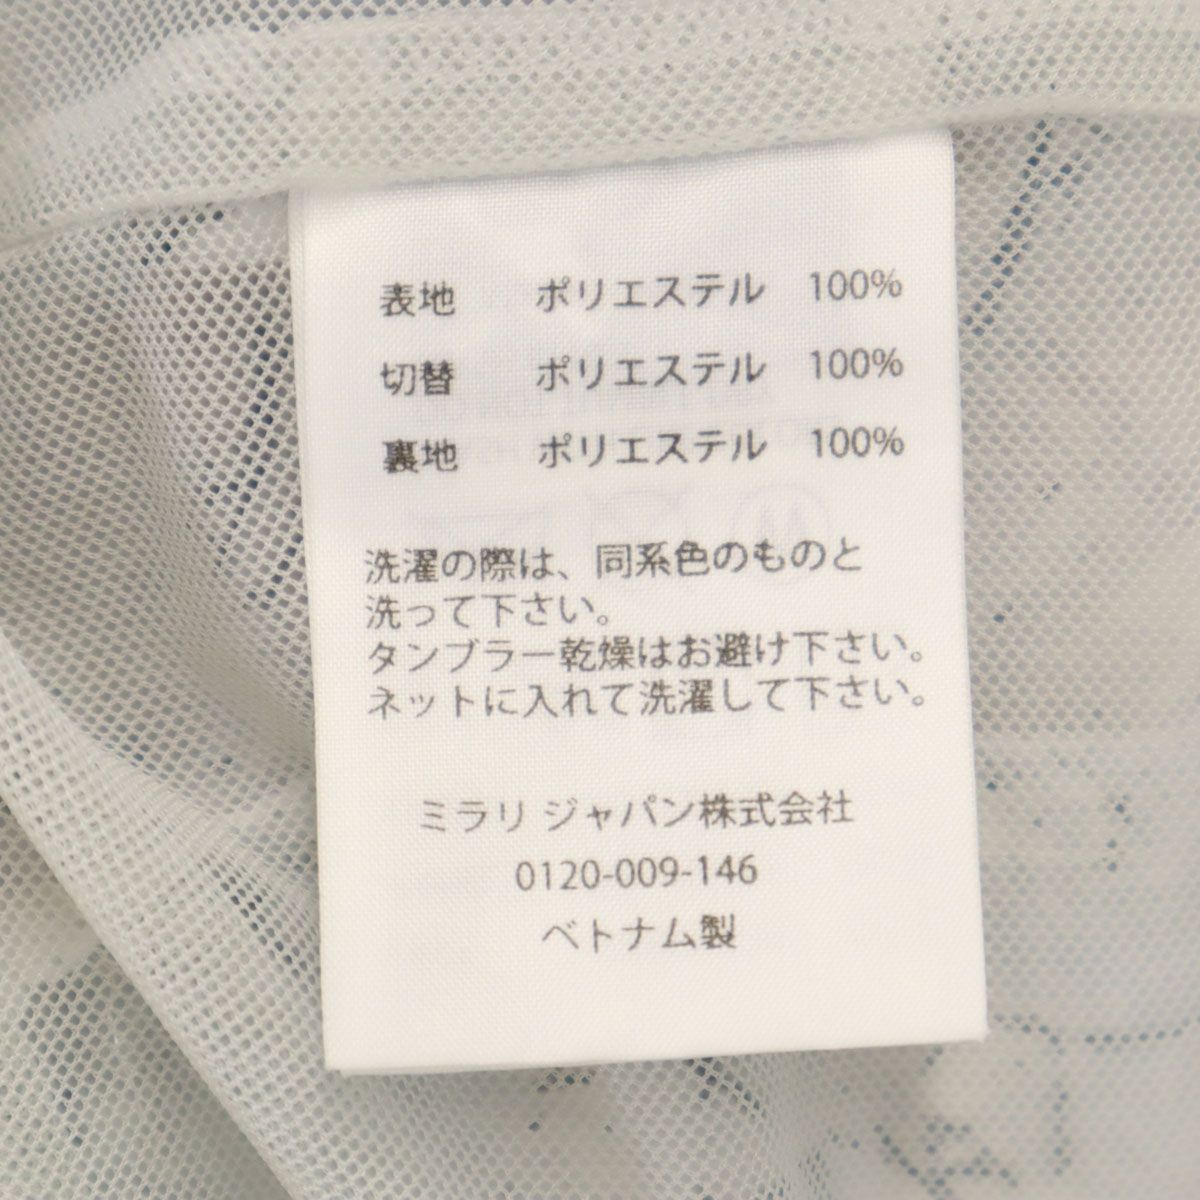 表地 ポリエステル 100%
切替 ポリエステル 100%
裏地 ポリエステル 100%
洗濯の際は、同系色のものと
洗って下さい。
タンブラー乾燥はお避け下さい。
ネットに入れて洗濯して下さい。
ミラリ ジャパン株式会社
0120-009-146
ベトナム製